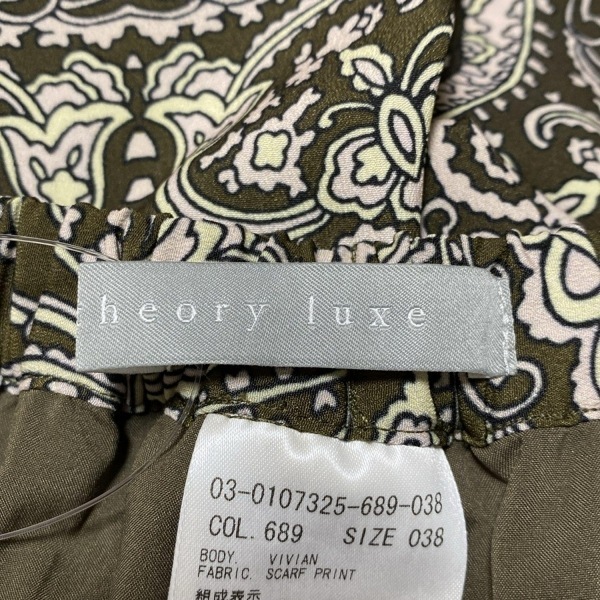 heory luxe
03-0107325-689-038
COL. 689 SIZE 038
BODY. VIVIAN
FABRIC. SCARF PRINT
組成表示